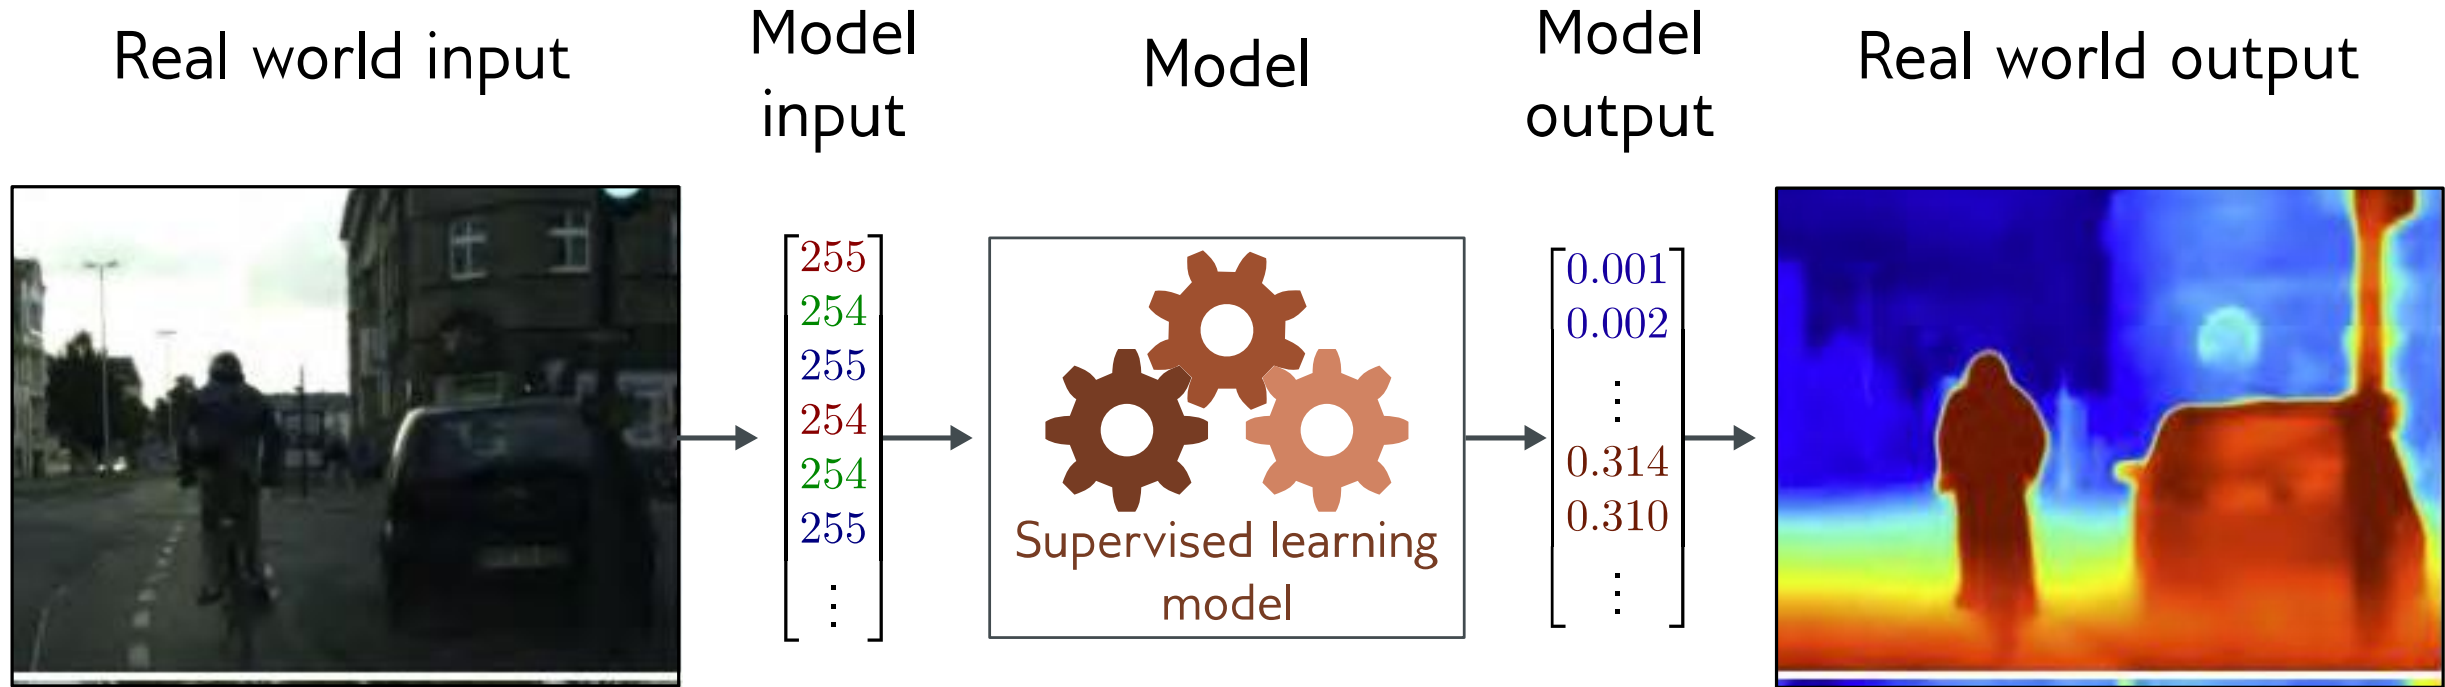 Real world input
Model
input
Model
Model
output
Real world output
255
254
255
254
254
255
⋮
Supervised learning
model
0.001
0.002
⋮
0.314
0.310
⋮